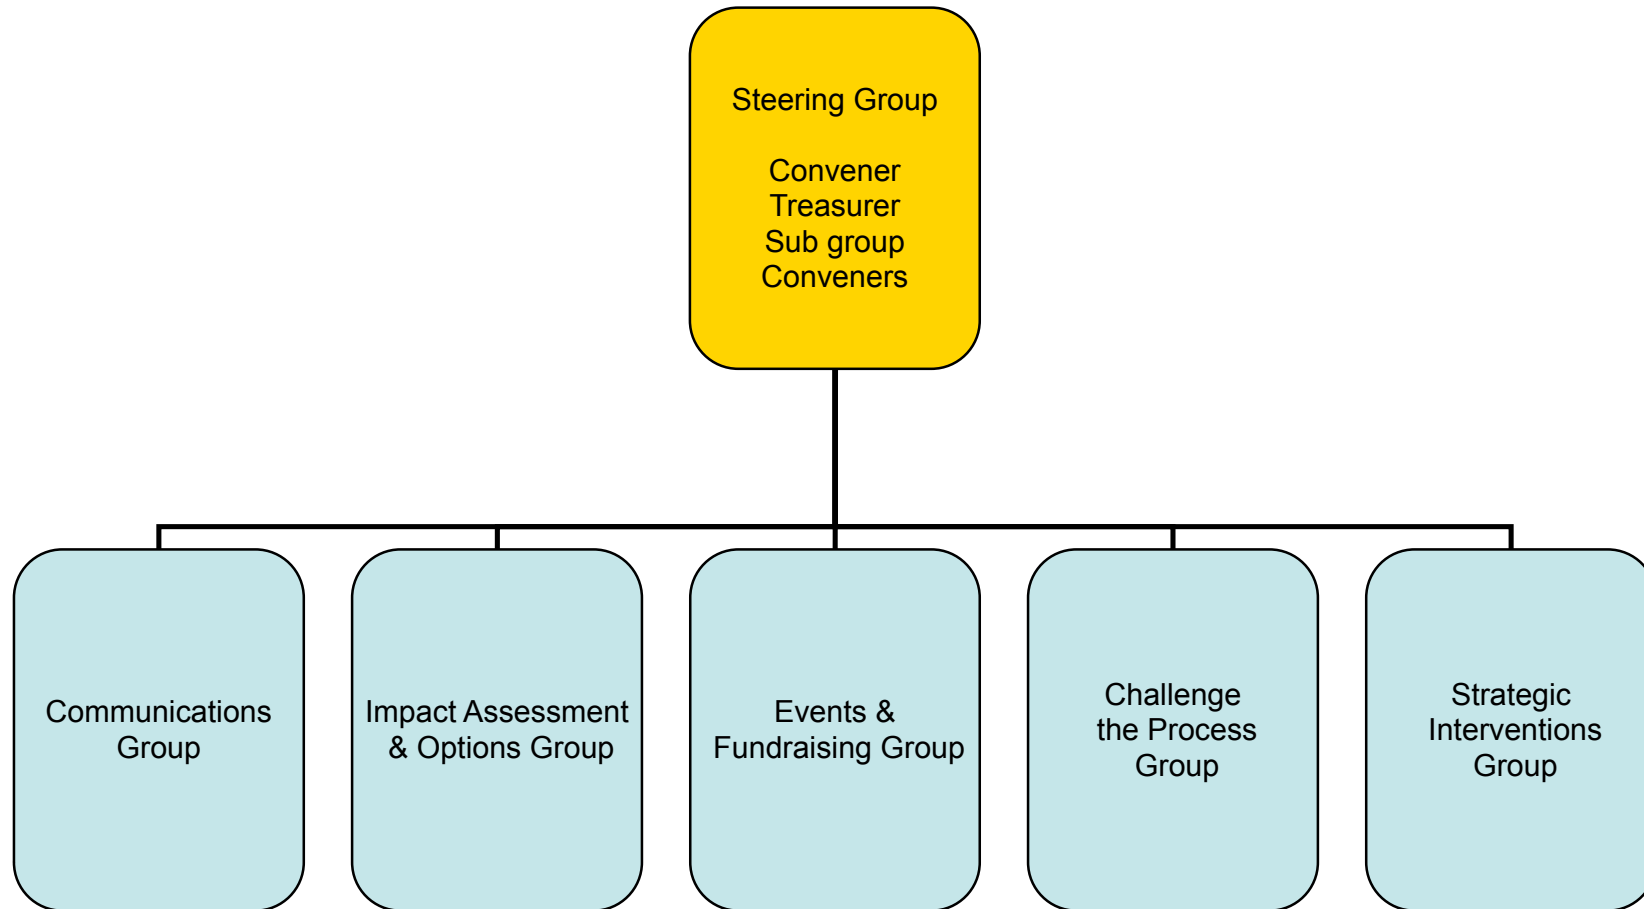 Steering Group
Convener
Treasurer
Sub group
Conveners
Communications
Group
Impact Assessment
& Options Group
Events &
Fundraising Group
Challenge
the Process
Group
Strategic
Interventions
Group